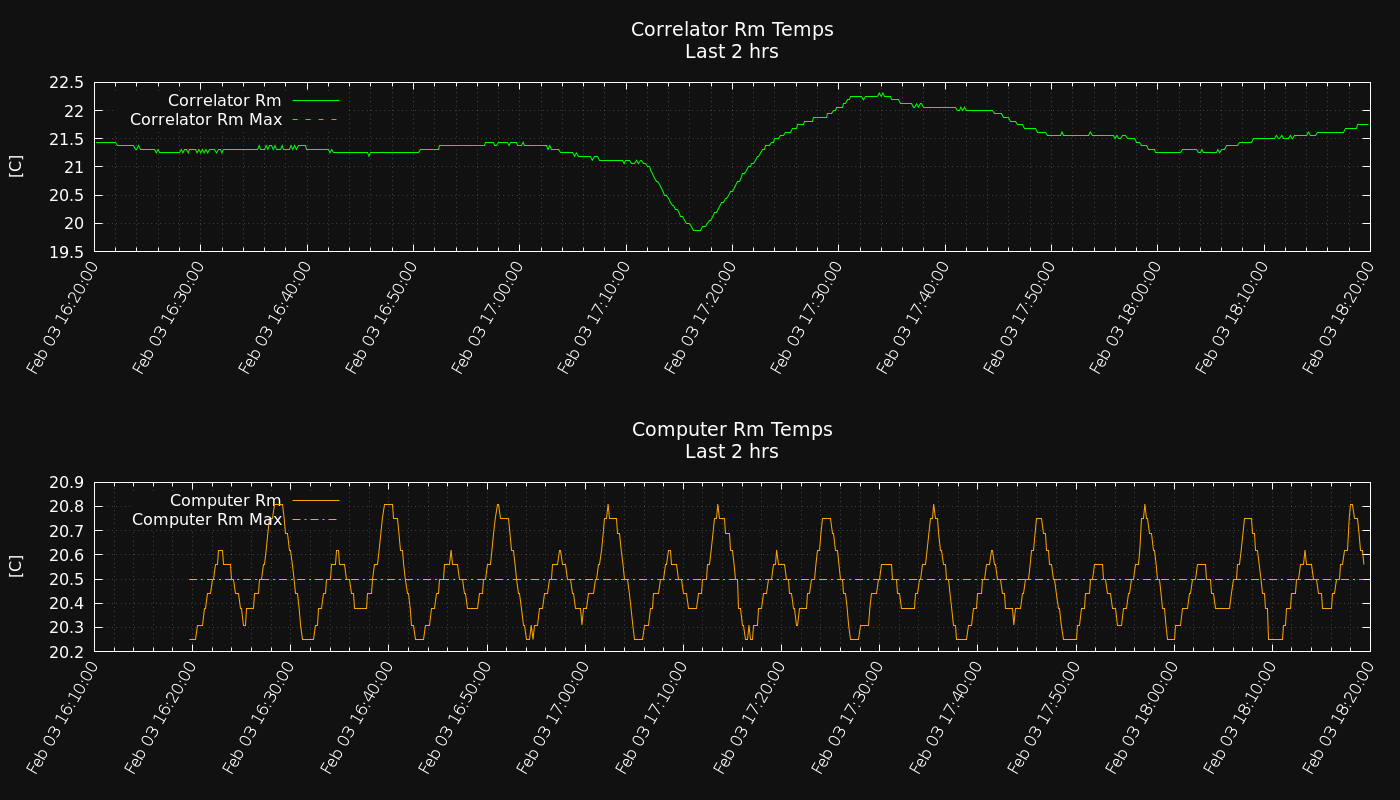 Correlator Rm Temps
Last 2 hrs
22.5
22
21.5
21
20.5
20
19.5
[C]
Correlator Rm
Correlator Rm Max
Feb 03 16:20:00
Feb 03 16:30:00
Feb 03 16:40:00
Feb 03 16:50:00
Feb 03 17:00:00
Feb 03 17:10:00
Feb 03 17:20:00
Feb 03 17:30:00
Feb 03 17:40:00
Feb 03 17:50:00
Feb 03 18:00:00
Feb 03 18:10:00
Feb 03 18:20:00
Computer Rm Temps
Last 2 hrs
20.9
20.8
20.7
20.6
20.5
20.4
20.3
20.2
[C]
Computer Rm
Computer Rm Max
Feb 03 16:10:00
Feb 03 16:20:00
Feb 03 16:30:00
Feb 03 16:40:00
Feb 03 16:50:00
Feb 03 17:00:00
Feb 03 17:10:00
Feb 03 17:20:00
Feb 03 17:30:00
Feb 03 17:40:00
Feb 03 17:50:00
Feb 03 18:00:00
Feb 03 18:10:00
Feb 03 18:20:00